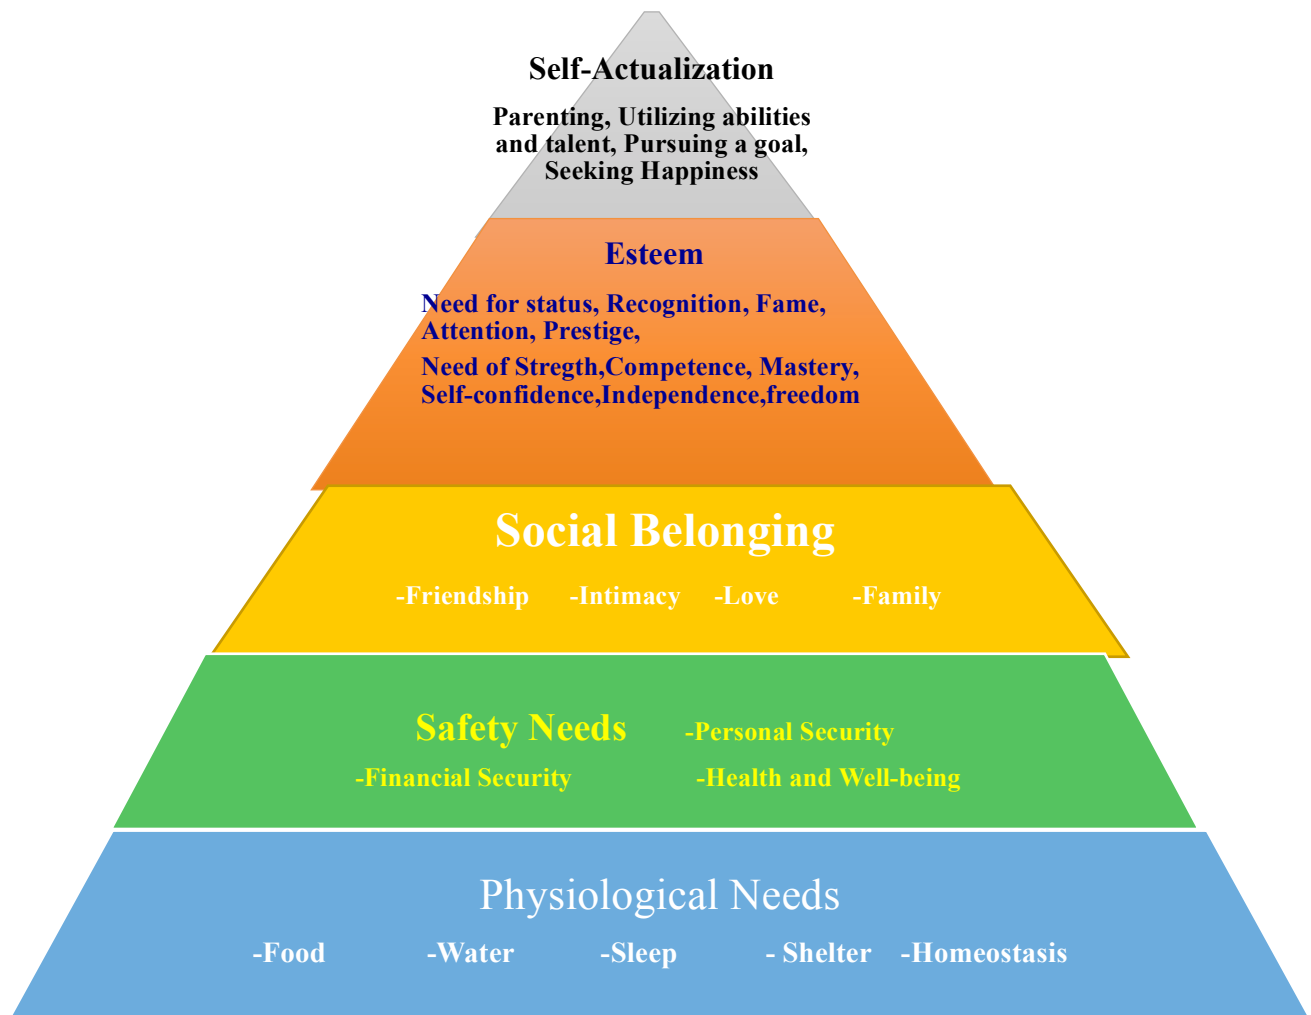 Self-Actualization
Parenting, Utilizing abilities
and talent, Pursuing a goal,
Seeking Happiness
Esteem
Need for status, Recognition, Fame,
Attention, Prestige,
Need of Stregth,Competence, Mastery,
Self-confidence,Independence,freedom
Social Belonging
-Friendship -Intimacy -Love -Family
Safety Needs -Personal Security
-Financial Security -Health and Well-being
Physiological Needs
-Food -Water -Sleep - Shelter -Homeostasis